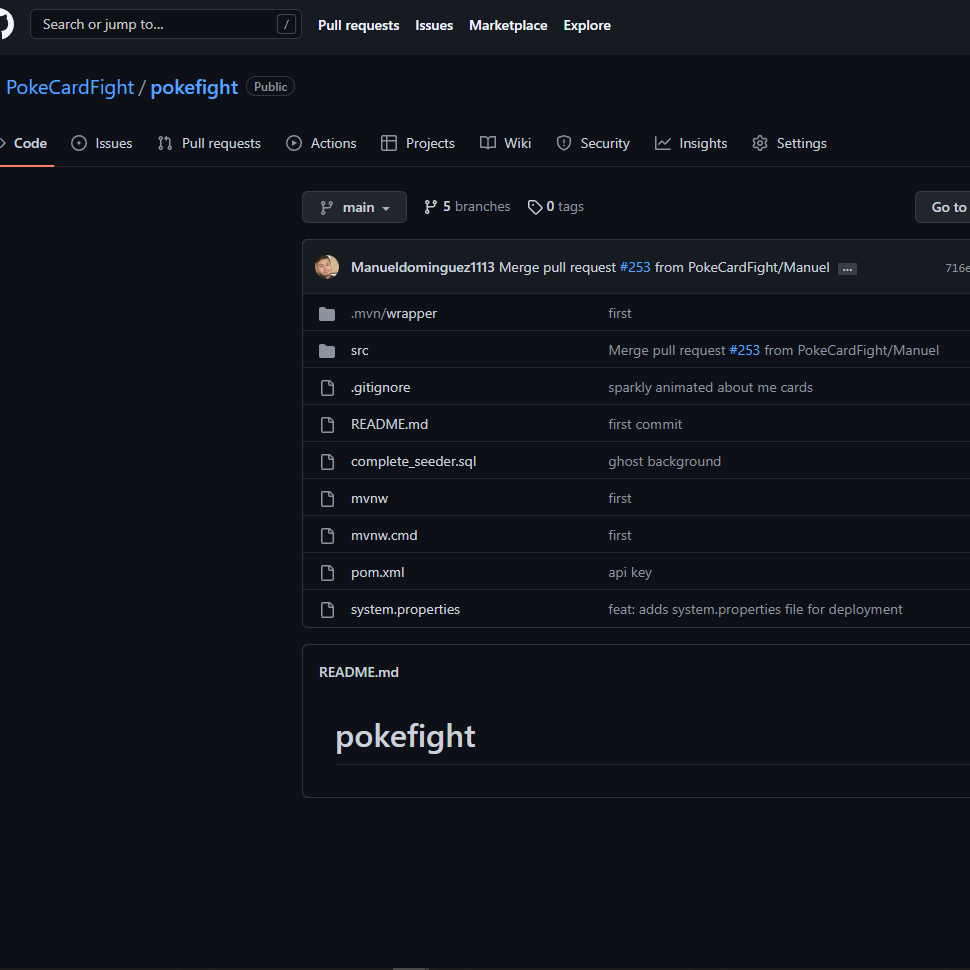 Search or jump to... /
Pull requests Issues Marketplace Explore
PokeCardFight / pokefight Public
Code Issues Pull requests Actions Projects Wiki Security Insights Settings
main 5 branches 0 tags Go to
Manueldominguez1113 Merge pull request #253 from PokeCardFight/Manuel ... 716e
.mvn/wrapper first
src Merge pull request #253 from PokeCardFight/Manuel
.gitignore sparkly animated about me cards
README.md first commit
complete_seeder.sql ghost background
mvnw first
mvnw.cmd first
pom.xml api key
system.properties feat: adds system.properties file for deployment
README.md
pokefight